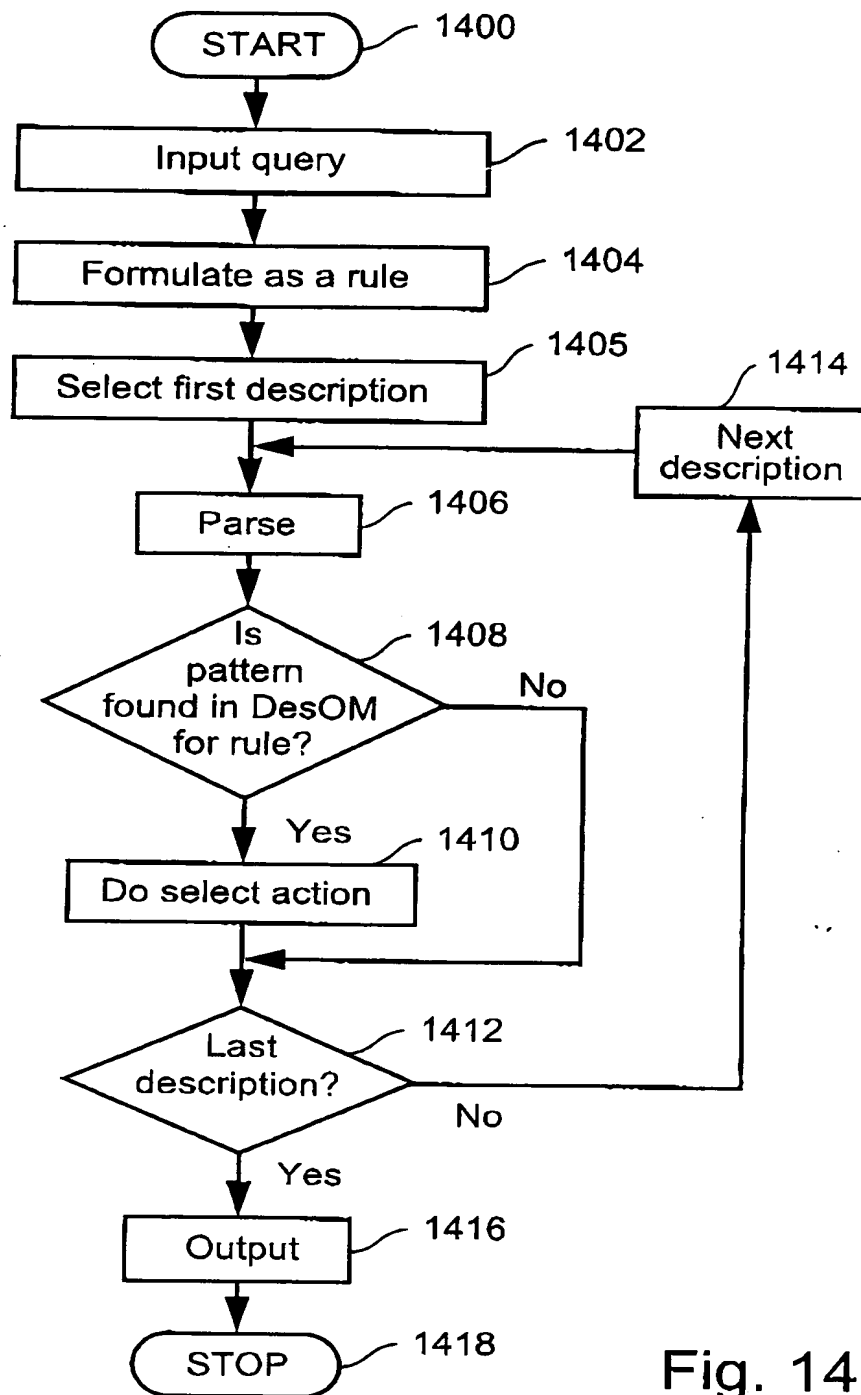 START
1400
Input query
1402
Formulate as a rule
1404
Select first description
1405
1414
Next
description
Parse
1406
Is
pattern
found in DesOM
for rule?
1408
No
Yes
1410
Do select action
Last
description?
1412
No
Yes
Output
1416
STOP
1418
Fig. 14